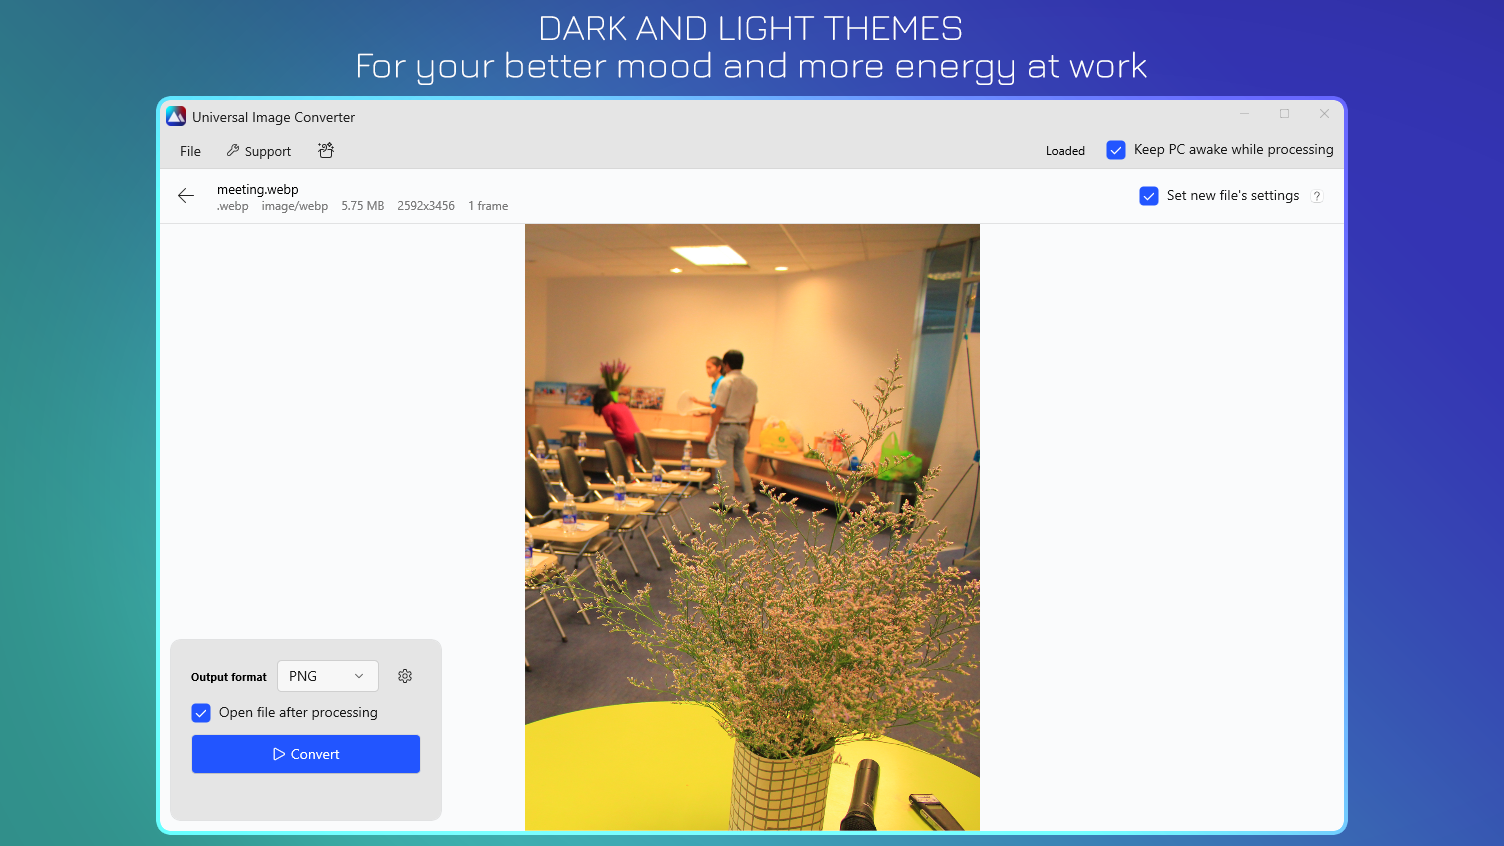 DARK AND LIGHT THEMES
For your better mood and more energy at work
Universal Image Converter
File Support Loaded Keep PC awake while processing
meeting.webp
.webp image/webp 5.75 MB 2592x3456 1 frame
Set new file's settings ?
Output format PNG
Open file after processing
Convert